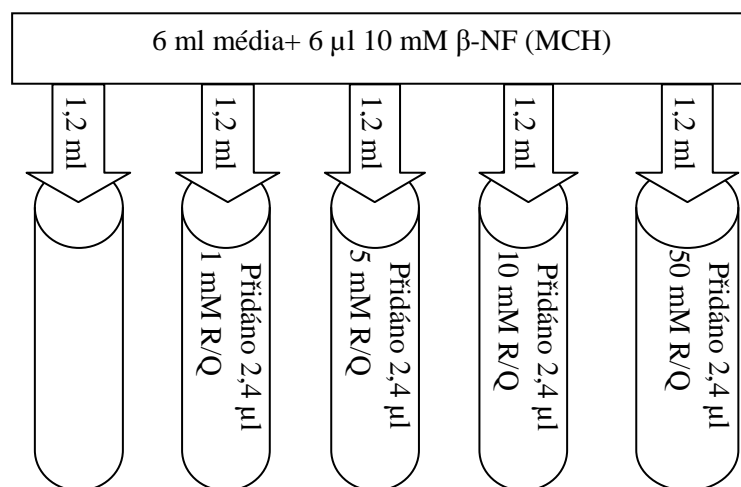 6 ml média+ 6 µl 10 mM β-NF (MCH)
1,2 ml
1,2 ml
1,2 ml
1,2 ml
1,2 ml
Přidáno 2,4 µl
1 mM R/Q
Přidáno 2,4 µl
5 mM R/Q
Přidáno 2,4 µl
10 mM R/Q
Přidáno 2,4 µl
50 mM R/Q